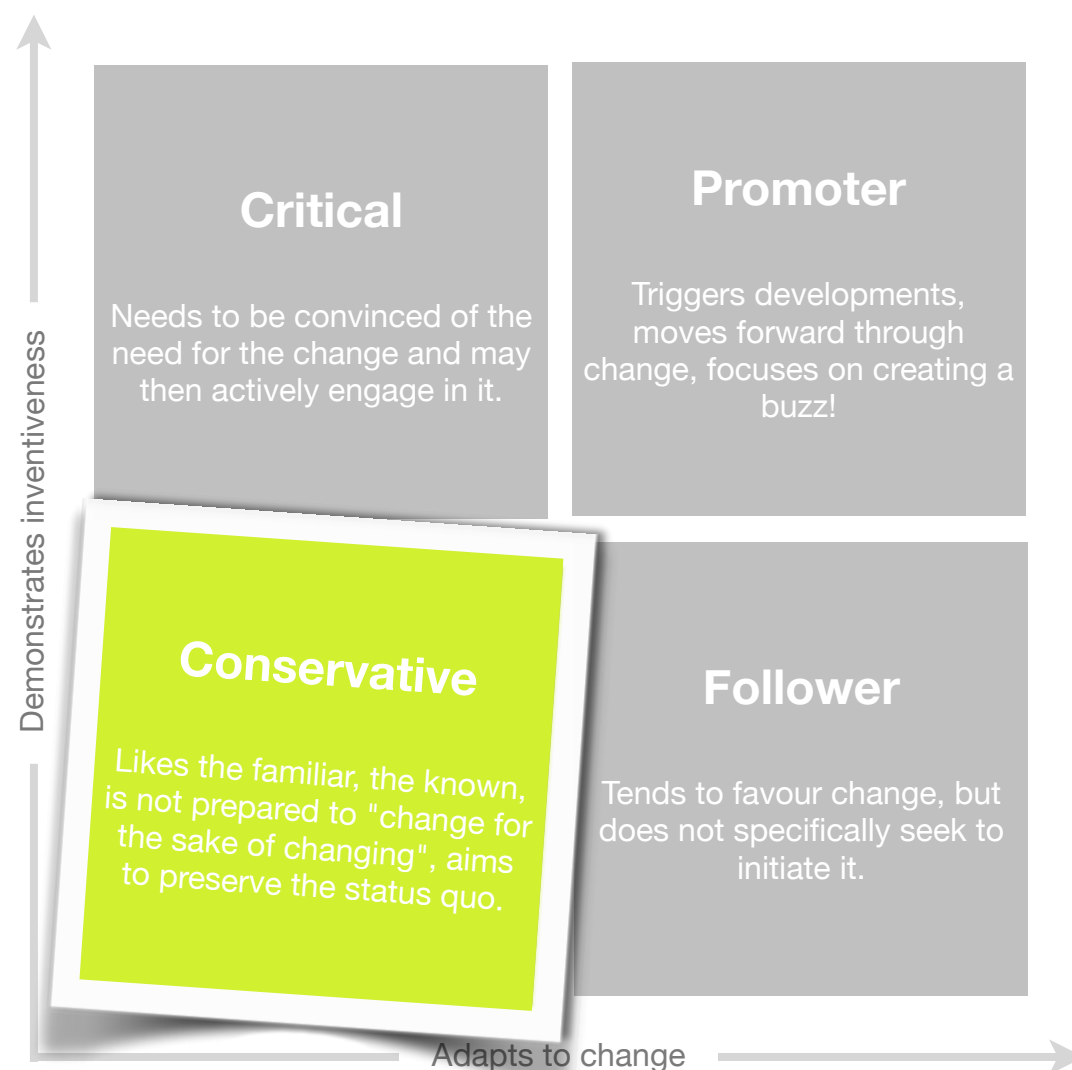 Demonstrates inventiveness
Critical
Needs to be convinced of the
need for the change and may
then actively engage in it.
Promoter
Triggers developments,
moves forward through
change, focuses on creating a
buzz!
Conservative
Likes the familiar, the known,
is not prepared to "change for
the sake of changing", aims
to preserve the status quo.
Follower
Tends to favour change, but
does not specifically seek to
initiate it.
Adapts to change